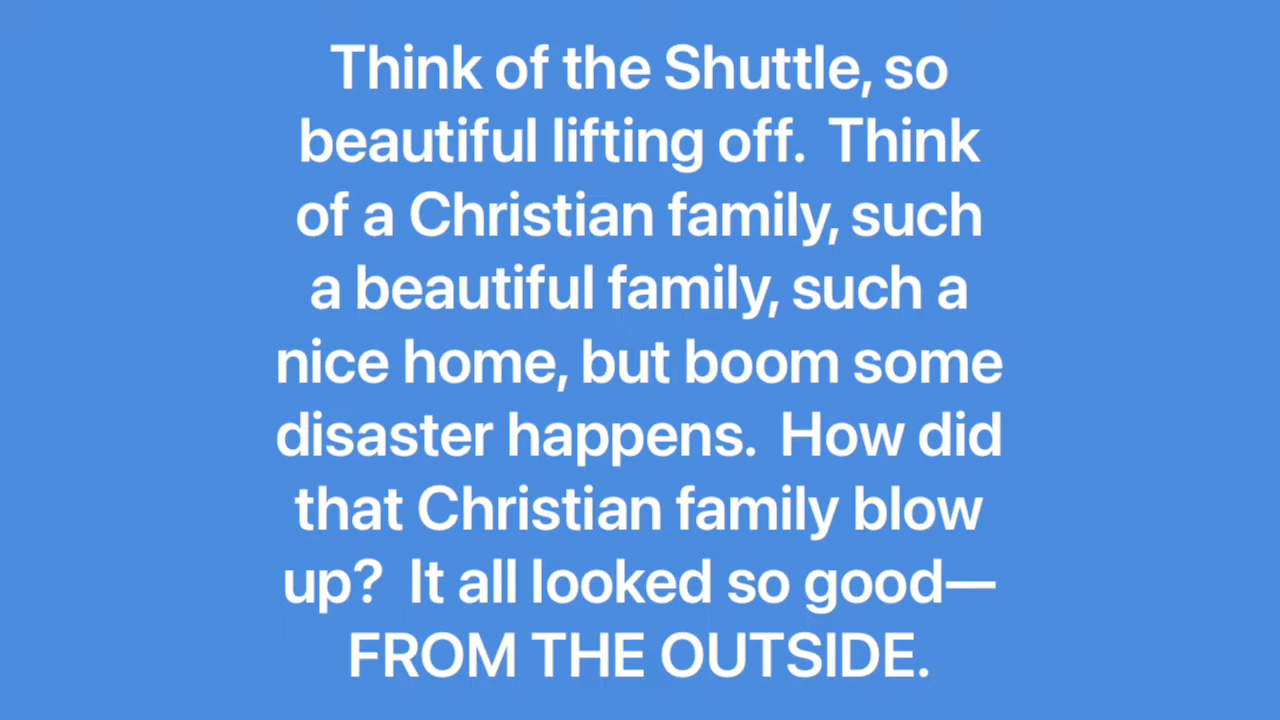 Think of the Shuttle, so
beautiful lifting off.  Think
of a Christian family, such
a beautiful family, such a
nice home, but boom some
disaster happens.  How did
that Christian family blow
up?  It all looked so good—
FROM THE OUTSIDE.